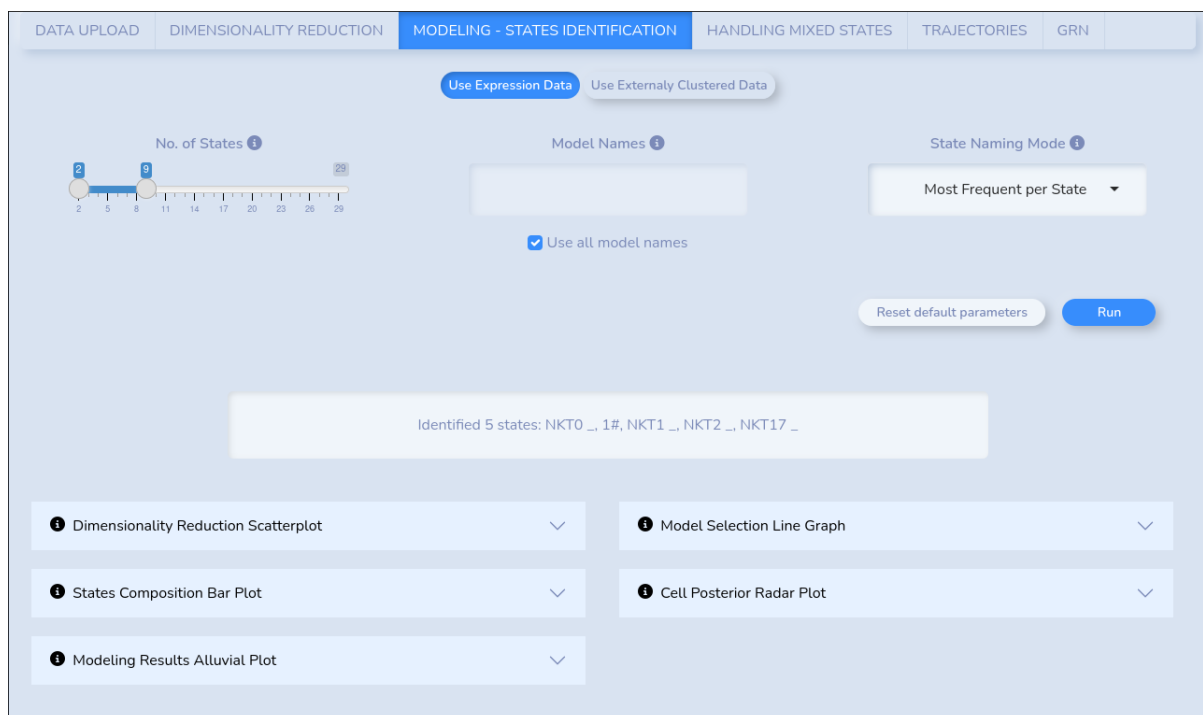 DATA UPLOAD DIMENSIONALITY REDUCTION MODELING - STATES IDENTIFICATION HANDLING MIXED STATES TRAJECTORIES GRN
Use Expression Data Use Externaly Clustered Data
No. of States Model Names State Naming Mode
2 9 29
2 5 8 11 14 17 20 23 26 29
Most Frequent per State
Use all model names
Reset default parameters Run
Identified 5 states: NKT0 _, 1#, NKT1 _, NKT2 _, NKT17 _
Dimensionality Reduction Scatterplot Model Selection Line Graph
States Composition Bar Plot Cell Posterior Radar Plot
Modeling Results Alluvial Plot